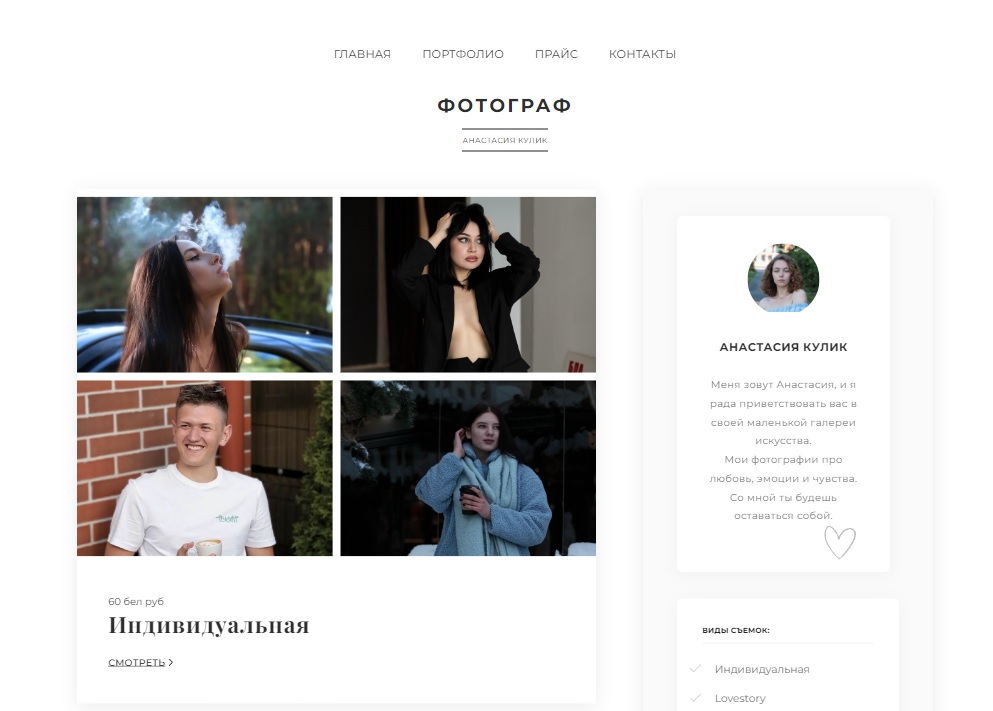 ГЛАВНАЯ ПОРТФОЛИО ПРАЙС КОНТАКТЫ
ФОТОГРАФ
АНАСТАСИЯ КУЛИК
60 бел руб
Индивидуальная
СМОТРЕТЬ
АНАСТАСИЯ КУЛИК
Меня зовут Анастасия, и я
рада приветствовать вас в
своей маленькой галереи
искусства.
Мои фотографии про
любовь, эмоции и чувства.
Со мной ты будешь
оставаться собой.
ВИДЫ СЪЕМОК:
Индивидуальная
Lovestory